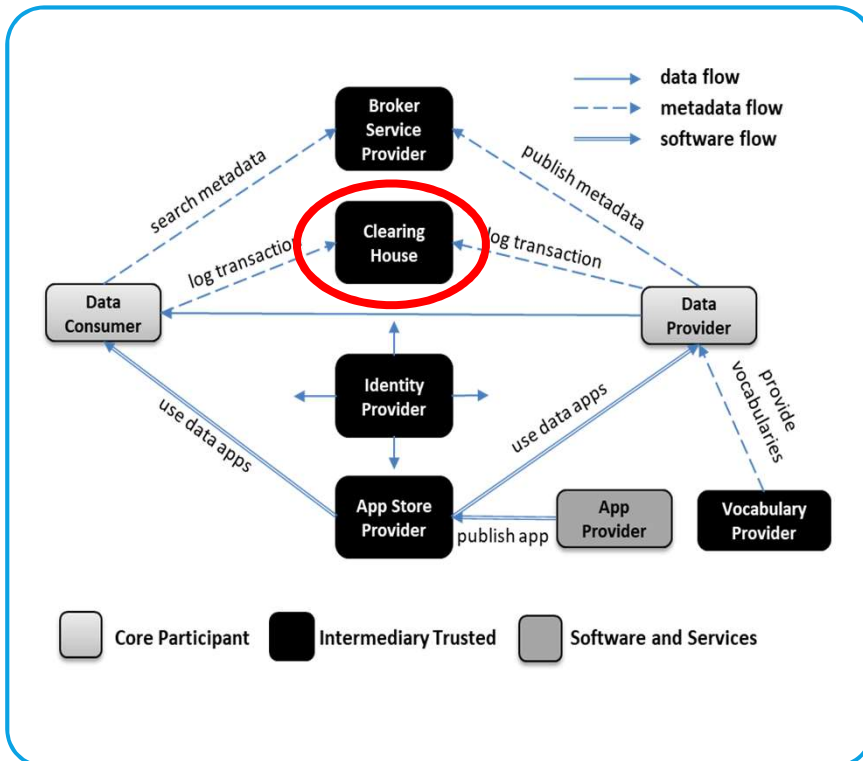 data flow
metadata flow
software flow
Broker
Service
Provider
search metadata
publish metadata
Clearing
House
log transaction
log transaction
Data
Consumer
Data
Provider
Identity
Provider
use data apps
use data apps
provide
vocabularies
App Store
Provider
publish app
App
Provider
Vocabulary
Provider
Core Participant
Intermediary Trusted
Software and Services